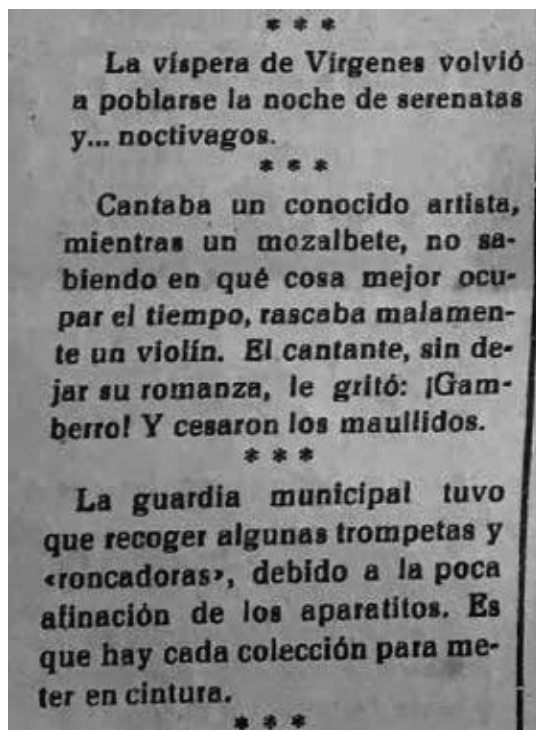 * * *
La víspera de Vírgenes volvió
a poblarse la noche de serenatas
y... noctivagos.
* * *
Cantaba un conocido artista,
mientras un mozalbete, no sa-
biendo en qué cosa mejor ocu-
par el tiempo, rascaba malamen-
te un violín. El cantante, sin de-
jar su romanza, le gritó: ¡Gam-
berro! Y cesaron los maullidos.
* * *
La guardia municipal tuvo
que recoger algunas trompetas y
«roncadoras», debido a la poca
afinación de los aparatitos. Es
que hay cada colección para me-
ter en cintura.
* * *